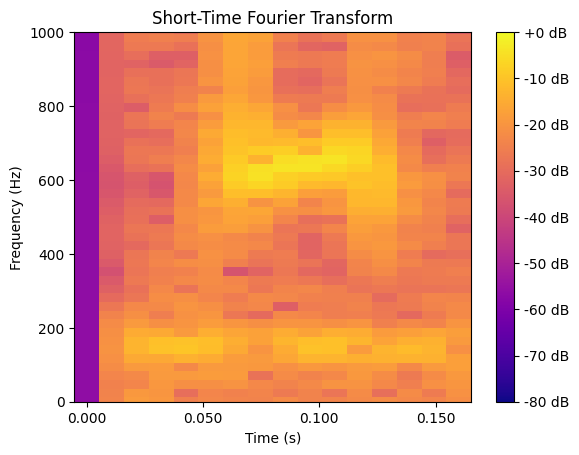 Short-Time Fourier Transform
Frequency (Hz)
1000
800
600
400
200
0
0.000
0.050
0.100
0.150
Time (s)
+0 dB
-10 dB
-20 dB
-30 dB
-40 dB
-50 dB
-60 dB
-70 dB
-80 dB